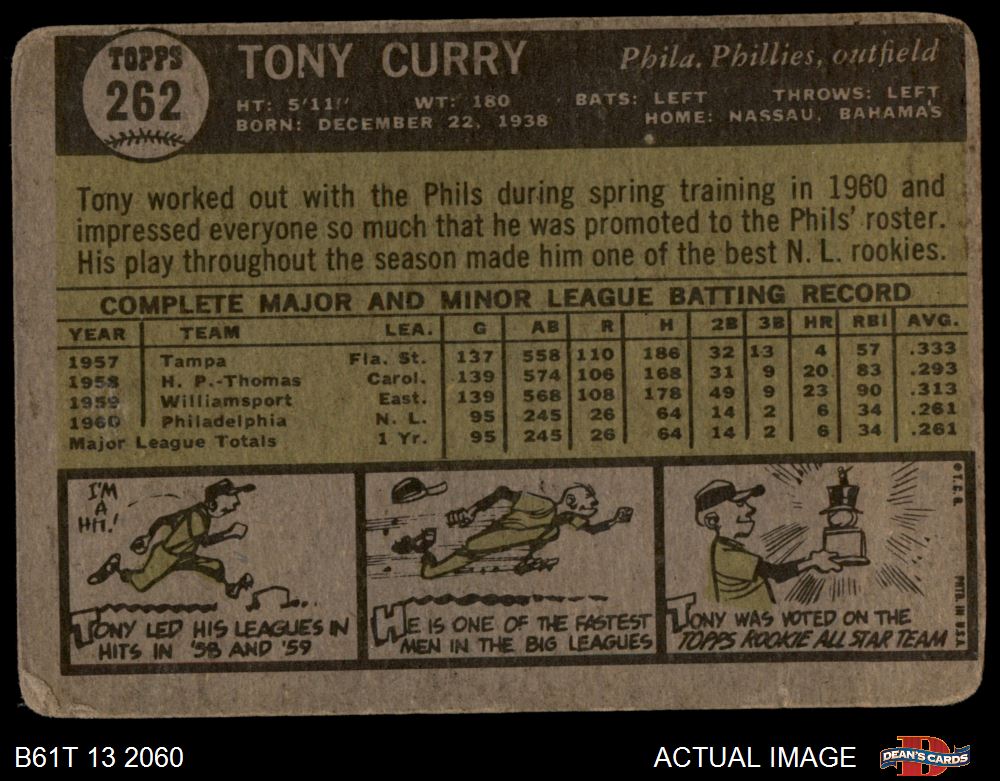 TOPPS
262
TONY CURRY
Phila. Phillies, outfield
HT: 5'11" WT: 180 BATS: LEFT THROWS: LEFT
BORN: DECEMBER 22, 1938 HOME: NASSAU, BAHAMAS
Tony worked out with the Phils during spring training in 1960 and
impressed everyone so much that he was promoted to the Phils' roster.
His play throughout the season made him one of the best N. L. rookies.
COMPLETE MAJOR AND MINOR LEAGUE BATTING RECORD
YEAR TEAM LEA. G AB R H 2B 3B HR RBI AVG.
1957 Tampa Fla. St. 137 558 110 186 32 13 4 57 .333
1958 H. P.-Thomas Carol. 139 574 106 168 31 9 20 83 .293
1959 Williamsport East. 139 568 108 178 49 9 23 90 .313
1960 Philadelphia N. L. 95 245 26 64 14 2 6 34 .261
Major League Totals 1 Yr. 95 245 26 64 14 2 6 34 .261
I'M
A
HIT!
TONY LED HIS LEAGUES IN
HITS IN '58 AND '59
HE IS ONE OF THE FASTEST
MEN IN THE BIG LEAGUES
TONY WAS VOTED ON THE
TOPPS ROOKIE ALL STAR TEAM
© T.C.G.
PRTD. IN U.S.A.
B61T 13 2060
ACTUAL IMAGE
DEAN'S CARDS